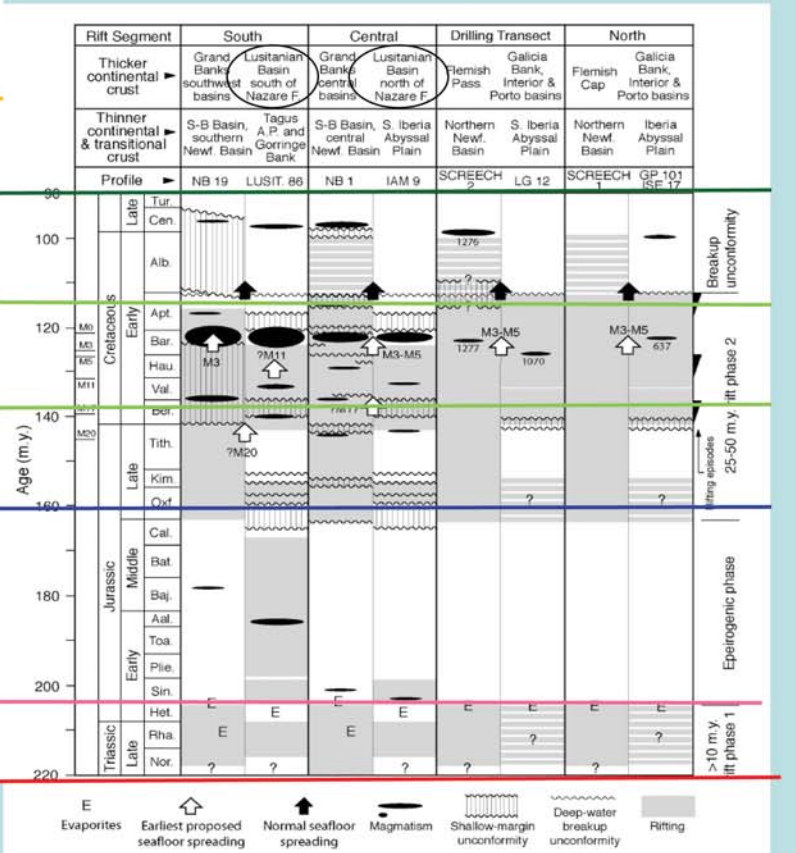 Rift Segment South Central Drilling Transect North
Thicker continental crust
Grand Banks southwest basins
Lusitanian Basin south of Nazare F.
Grand Banks central basins
Lusitanian Basin north of Nazare F.
Flemish Pass
Galicia Bank, Interior & Porto basins
Flemish Cap
Galicia Bank, Interior & Porto basins
Thinner continental & transitional crust
S-B Basin, southern Newf. Basin
Tagus A.P. and Gorringe Bank
S-B Basin, central Newf. Basin
S. Iberia Abyssal Plain
Northern Newf. Basin
S. Iberia Abyssal Plain
Northern Newf. Basin
Iberia Abyssal Plain
Profile NB 19 LUSIT. 86 NB 1 IAM 9 SCREECH 2 LG 12 SCREECH 1 GP 101 ISE 17
Age (m.y.)
90
100
120
140
160
180
200
220
M0
M3
M5
M11
M20
Cretaceous
Jurassic
Triassic
Late
Early
Late
Middle
Early
Late
Tur.
Cen.
Alb.
Apt.
Bar.
Hau.
Val.
Ber.
Tith.
Kim.
Oxf.
Cal.
Bat.
Baj.
Aal.
Toa.
Plie.
Sin.
Het.
Rha.
Nor.
1276
?
?
M3
?M11
M3-M5
M3-M5
1277
1070
M3-M5
637
?M20
? ?
E E E E E E E E
E E ? ?
? ? ? ? ?
Breakup unconformity
25-50 m.y. rift phase 2
Rifting episodes
Epeirogenic phase
>10 m.y. rift phase 1
E
Evaporites
Earliest proposed seafloor spreading
Normal seafloor spreading
Magmatism
Shallow-margin unconformity
Deep-water breakup unconformity
Rifting